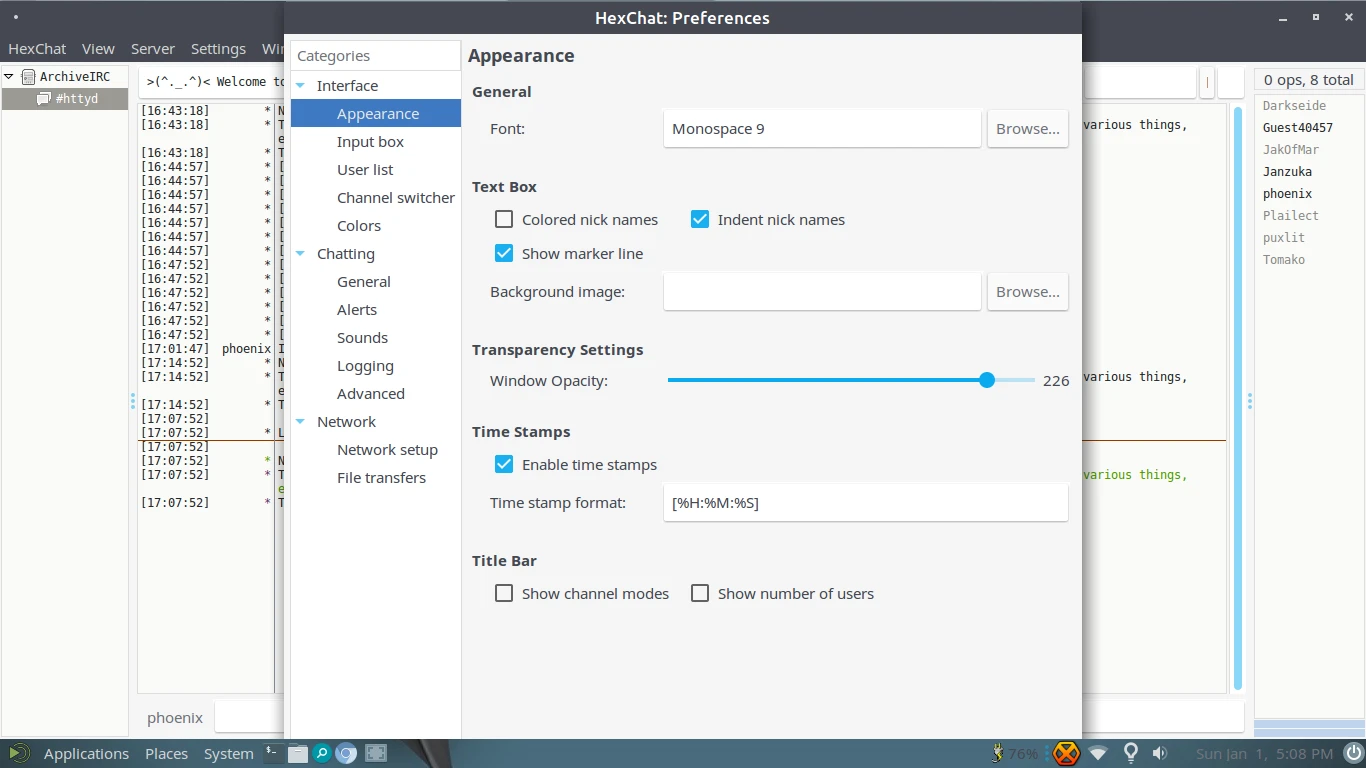 HexChat: Preferences
HexChat View Server Settings Wi
ArchiveIRC
#httyd
>(^._.^)< Welcome to
0 ops, 8 total
Darkseide
Guest40457
JakOfMar
Janzuka
phoenix
Plailect
puxlit
Tomako
[16:43:18] * N
[16:43:18] * T various things,
e
[16:43:18] * T
[16:44:57] * [
[16:44:57] * [
[16:44:57] * [
[16:44:57] * [
[16:44:57] * [
[16:44:57] * [
[16:44:57] * [
[16:47:52] * [
[16:47:52] * [
[16:47:52] * [
[16:47:52] * [
[16:47:52] * [
[16:47:52] * [
[17:01:47] phoenix I
[17:14:52] * N
[17:14:52] * T various things,
e
[17:14:52] * T
[17:07:52]
[17:07:52] * L
[17:07:52]
[17:07:52] * N
[17:07:52] * T various things,
e
[17:07:52] * T
phoenix
Categories
Interface
Appearance
Input box
User list
Channel switcher
Colors
Chatting
General
Alerts
Sounds
Logging
Advanced
Network
Network setup
File transfers
Appearance
General
Font: Monospace 9 Browse...
Text Box
Colored nick names Indent nick names
Show marker line
Background image: Browse...
Transparency Settings
Window Opacity: 226
Time Stamps
Enable time stamps
Time stamp format: [%H:%M:%S]
Title Bar
Show channel modes Show number of users
Applications Places System 76% Sun Jan 1, 5:08 PM